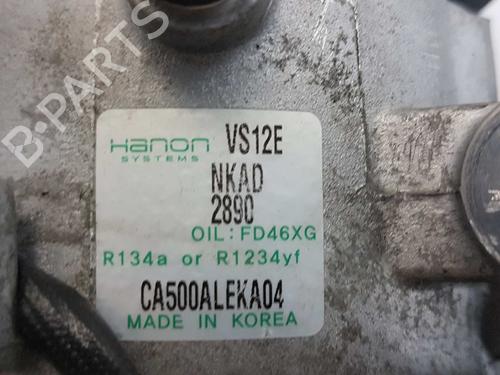 B-PARTS
Hanon VS12E
SYSTEMS
NKAD
2890
OIL: FD46XG
R134a or R1234yf
CA500ALEKA04
MADE IN KOREA